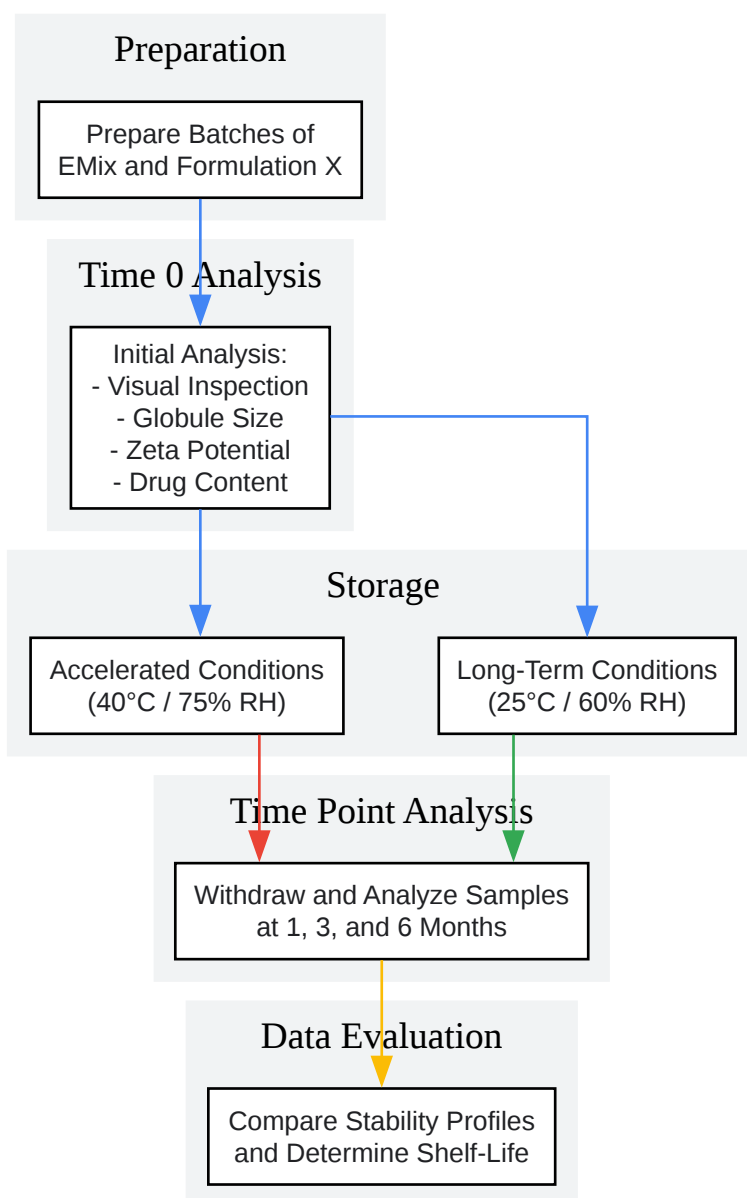 Preparation
Prepare Batches of
EMix and Formulation X
Time 0 Analysis
Initial Analysis:
- Visual Inspection
- Globule Size
- Zeta Potential
- Drug Content
Storage
Accelerated Conditions
(40°C / 75% RH)
Long-Term Conditions
(25°C / 60% RH)
Time Point Analysis
Withdraw and Analyze Samples
at 1, 3, and 6 Months
Data Evaluation
Compare Stability Profiles
and Determine Shelf-Life